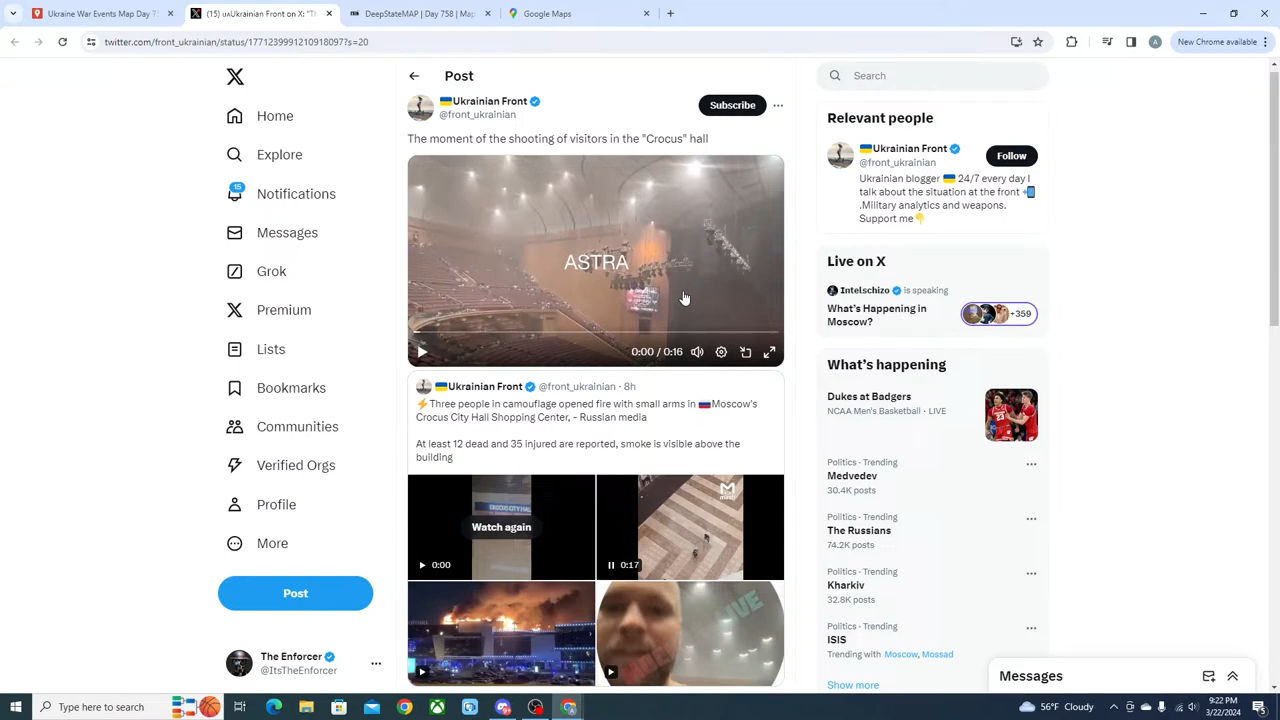 Ukraine War Events Map Day 7
(15) Ukrainian Front on X: "Th
DeepStateMAP | Day 758 | Map
Google Maps
twitter.com/front_ukrainian/status/1771239991210918097?s=20
New Chrome available
Post
Search
Ukrainian Front
@front_ukrainian
Subscribe
The moment of the shooting of visitors in the "Crocus" hall
ASTRA
0:00 / 0:16
Ukrainian Front @front_ukrainian · 8h
⚡Three people in camouflage opened fire with small arms in 🇷🇺Moscow's
Crocus City Hall Shopping Center, - Russian media
At least 12 dead and 35 injured are reported, smoke is visible above the
building
CROCUS CITY HALL
Watch again
0:00
0:17
LIVE
15
Home
Explore
Notifications
Messages
Grok
Premium
Lists
Bookmarks
Communities
Verified Orgs
Profile
More
Post
The Enforcer
@ItsTheEnforcer
Relevant people
Ukrainian Front
@front_ukrainian
Follow
Ukrainian blogger 🇺🇦 24/7 every day I
talk about the situation at the front 📲
.Military analytics and weapons.
Support me👇
Live on X
Intelschizo is speaking
What's Happening in
Moscow?
+359
What's happening
Dukes at Badgers
NCAA Men's Basketball · LIVE
Politics · Trending
Medvedev
30.4K posts
Politics · Trending
The Russians
74.2K posts
Politics · Trending
Kharkiv
32.8K posts
Politics · Trending
ISIS
Trending with Moscow, Mossad
Show more
Messages
Type here to search
56°F Cloudy
9:22 PM
3/22/2024